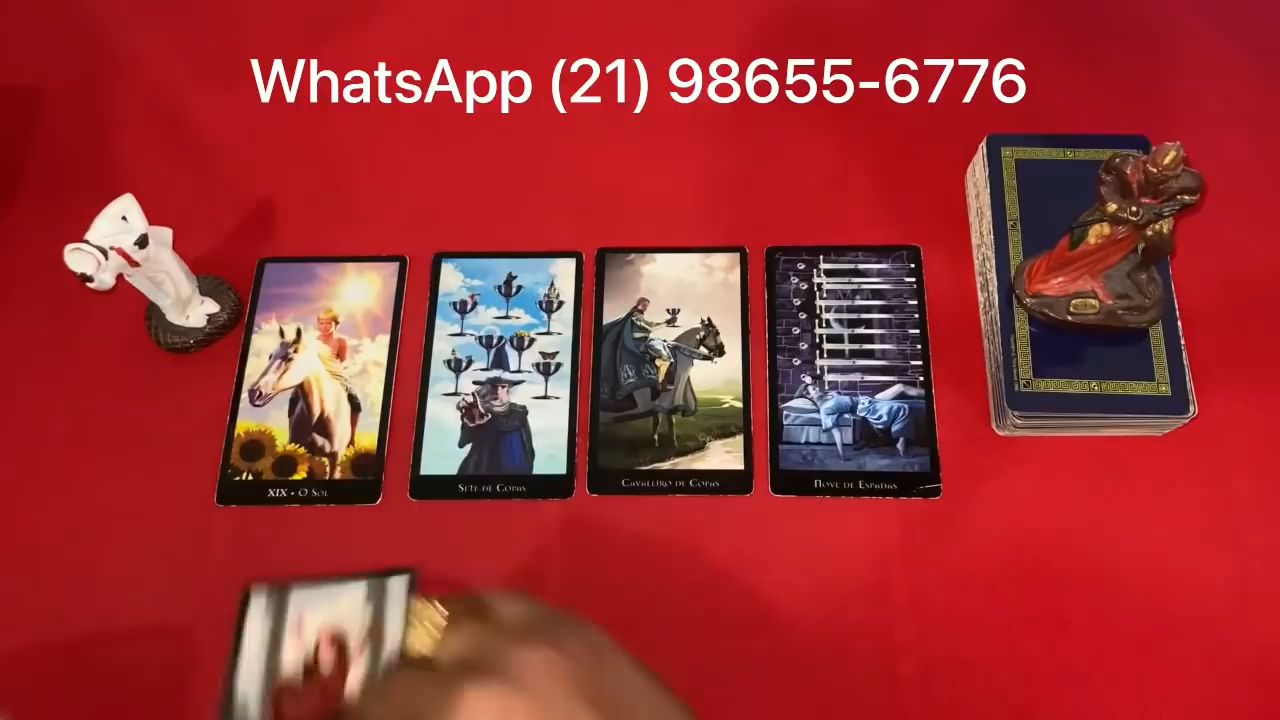 WhatsApp (21) 98655-6776
XIX • O Sol
Sete de Copas
Cavaleiro de Copas
Nove de Espadas